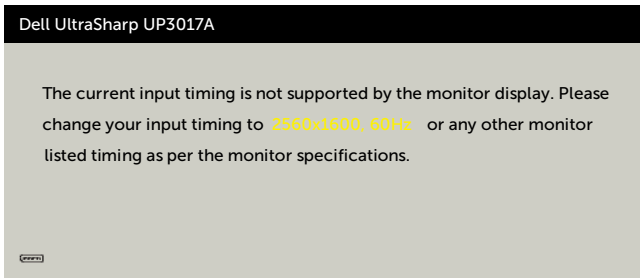 Dell UltraSharp UP3017A
The current input timing is not supported by the monitor display. Please
change your input timing to 2560x1600, 60Hz or any other monitor
listed timing as per the monitor specifications.